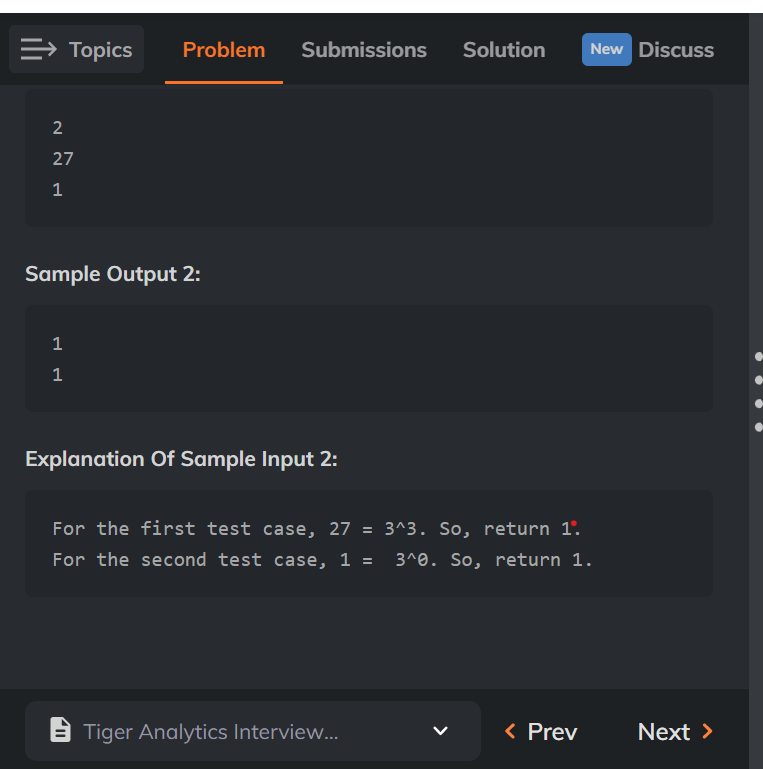 Topics Problem Submissions Solution New Discuss
2
27
1
Sample Output 2:
1
1
Explanation Of Sample Input 2:
For the first test case, 27 = 3^3. So, return 1.
For the second test case, 1 =  3^0. So, return 1.
Tiger Analytics Interview... Prev Next